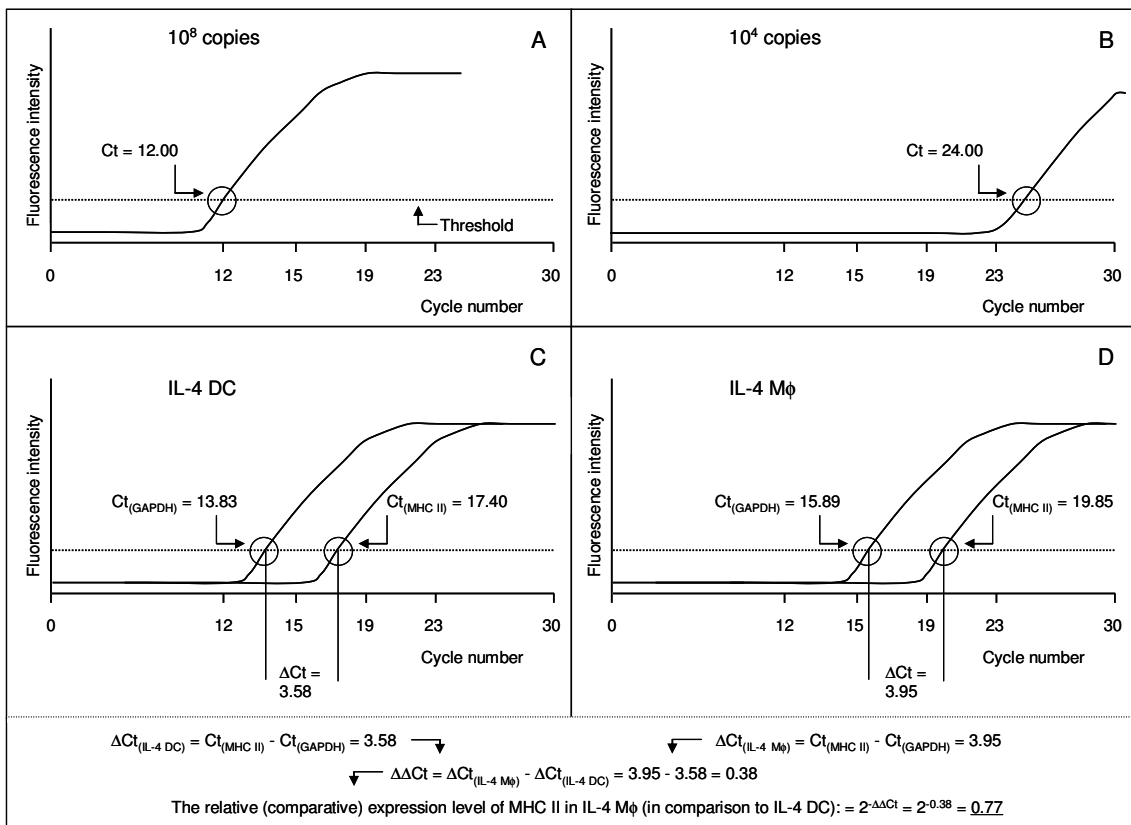 10⁸ copies
A
Fluorescence intensity
Ct = 12.00
Threshold
0 12 15 19 23 30
Cycle number
10⁴ copies
B
Fluorescence intensity
Ct = 24.00
0 12 15 19 23 30
Cycle number
C
IL-4 DC
Fluorescence intensity
Ct(GAPDH) = 13.83
Ct(MHC II) = 17.40
0 12 15 19 23 30
Cycle number
ΔCt =
3.58
D
IL-4 Mϕ
Fluorescence intensity
Ct(GAPDH) = 15.89
Ct(MHC II) = 19.85
0 12 15 19 23 30
Cycle number
ΔCt =
3.95
ΔCt(IL-4 DC) = Ct(MHC II) - Ct(GAPDH) = 3.58
ΔCt(IL-4 Mϕ) = Ct(MHC II) - Ct(GAPDH) = 3.95
ΔΔCt = ΔCt(IL-4 Mϕ) - ΔCt(IL-4 DC) = 3.95 - 3.58 = 0.38
The relative (comparative) expression level of MHC II in IL-4 Mϕ (in comparison to IL-4 DC): = 2^-ΔΔCt = 2^-0.38 = 0.77